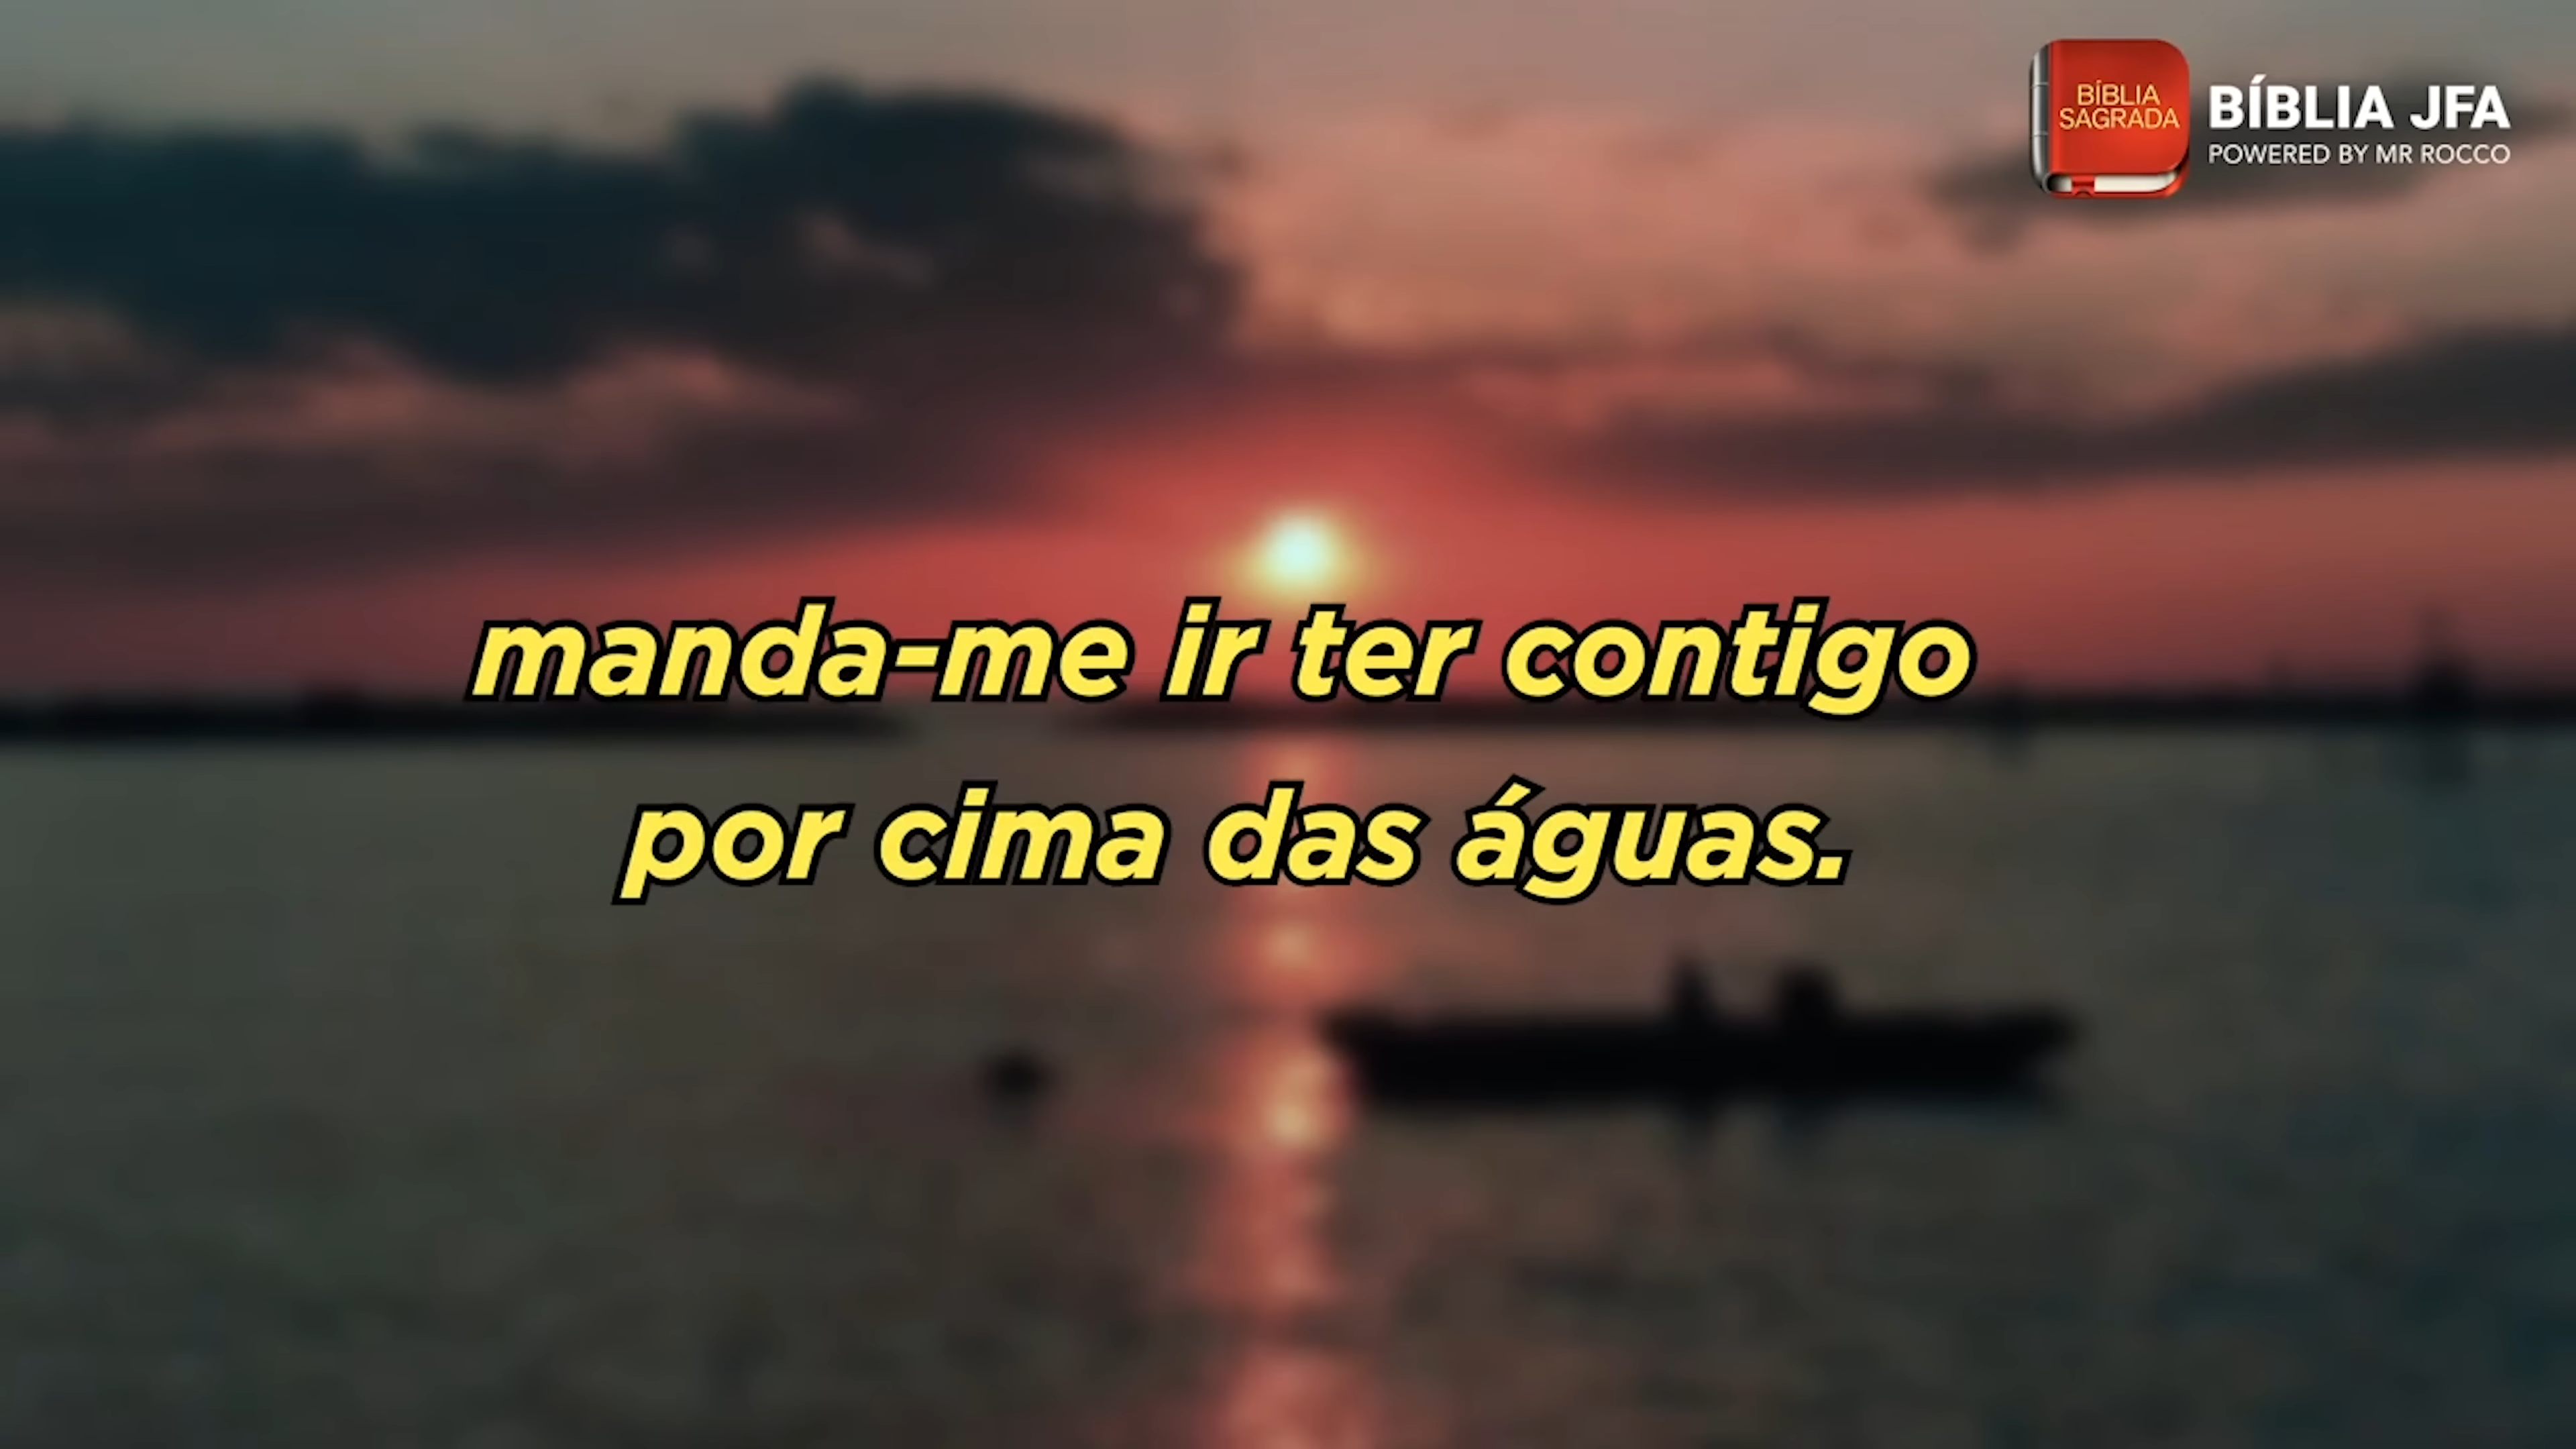 BÍBLIA
SAGRADA
BÍBLIA JFA
POWERED BY MR ROCCO
manda-me ir ter contigo
por cima das águas.